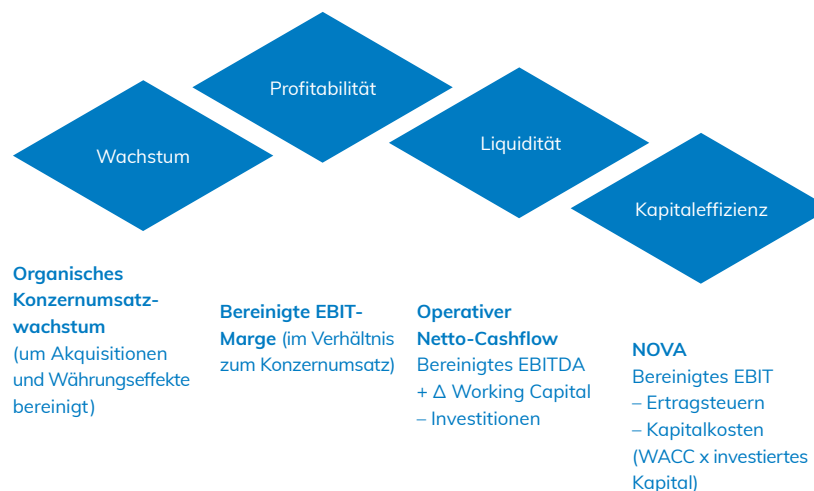 Profitabilität
Wachstum
Liquidität
Kapitaleffizienz
Organisches
Konzernumsatz-
wachstum
(um Akquisitionen
und Währungseffekte
bereinigt)
Bereinigte EBIT-
Marge (im Verhältnis
zum Konzernumsatz)
Operativer
Netto-Cashflow
Bereinigtes EBITDA
+ Δ Working Capital
– Investitionen
NOVA
Bereinigtes EBIT
– Ertragsteuern
– Kapitalkosten
(WACC x investiertes
Kapital)